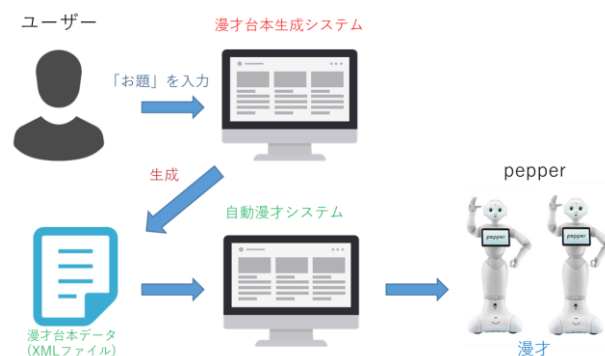 ユーザー
漫才台本生成システム
「お題」を入力
生成
pepper
自動漫才システム
pepper
pepper
漫才台本データ
(XMLファイル)
漫才